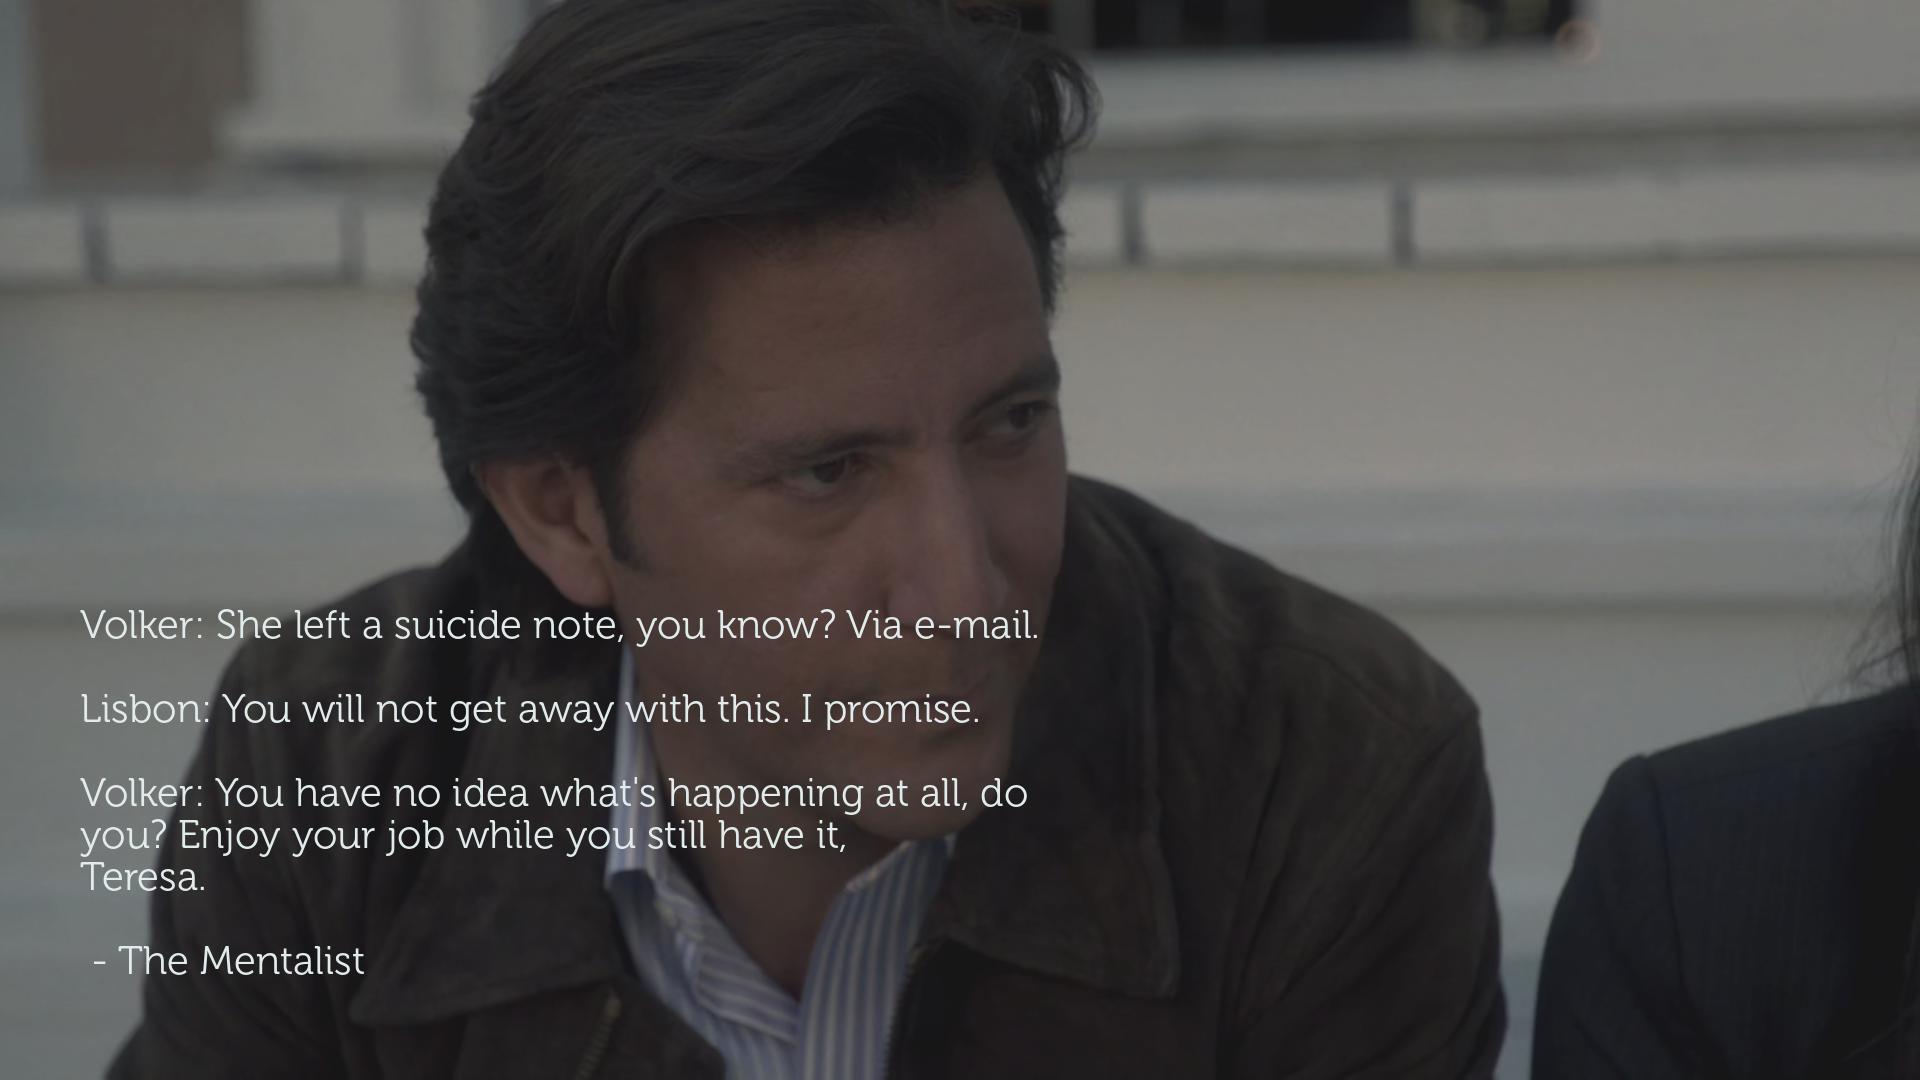 Volker: She left a suicide note, you know? Via e-mail.
Lisbon: You will not get away with this. I promise.
Volker: You have no idea what's happening at all, do
you? Enjoy your job while you still have it,
Teresa.
- The Mentalist